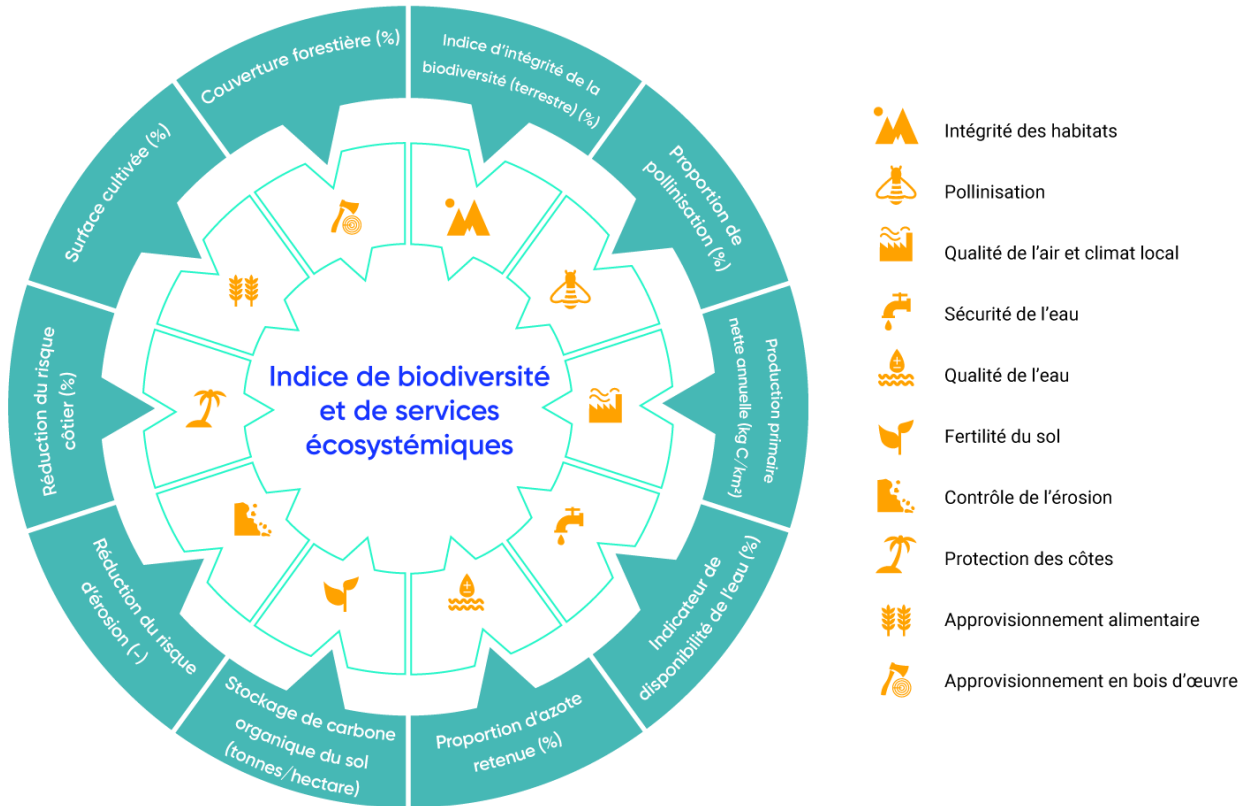 Couverture forestière (%)
Indice d'intégrité de la
biodiversité (terrestre) (%)
Proportion de
pollinisation (%)
Production primaire
nette annuelle (kg C/km²)
Indicateur de
disponibilité de l'eau (%)
Proportion d'azote
retenue (%)
Stockage de carbone
organique du sol
(tonnes/hectare)
Réduction du risque
d'érosion (-)
Réduction du risque
côtier (%)
Surface cultivée (%)
Indice de biodiversité
et de services
écosystémiques
Intégrité des habitats
Pollinisation
Qualité de l'air et climat local
Sécurité de l'eau
Qualité de l'eau
Fertilité du sol
Contrôle de l'érosion
Protection des côtes
Approvisionnement alimentaire
Approvisionnement en bois d'œuvre